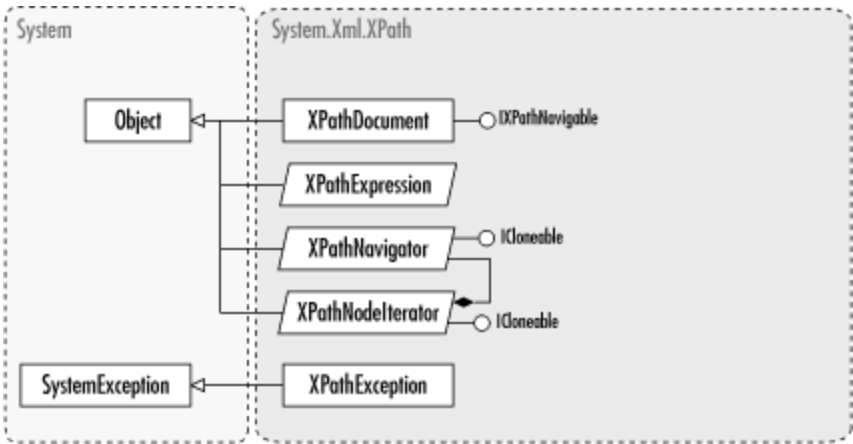 System
System.Xml.XPath
Object
XPathDocument
IXPathNavigable
XPathExpression
XPathNavigator
ICloneable
XPathNodeIterator
ICloneable
SystemException
XPathException